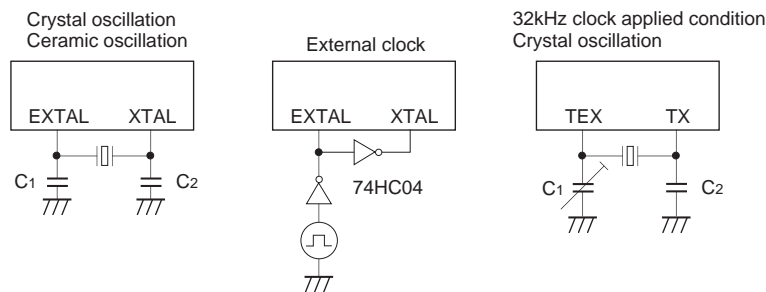 Crystal oscillation
Ceramic oscillation
EXTAL XTAL
C1 C2
External clock
EXTAL XTAL
74HC04
32kHz clock applied condition
Crystal oscillation
TEX TX
C1 C2